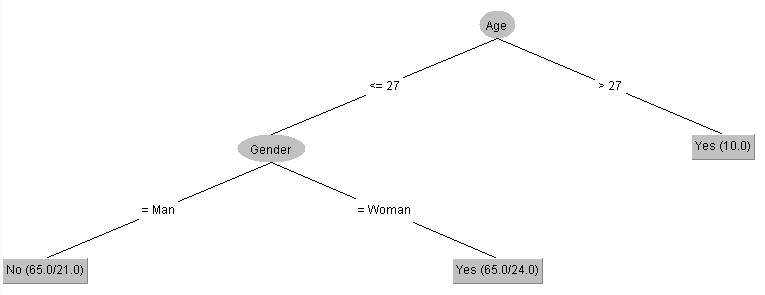 Age
<= 27
> 27
Gender
Yes (10.0)
= Man
= Woman
No (65.0/21.0)
Yes (65.0/24.0)